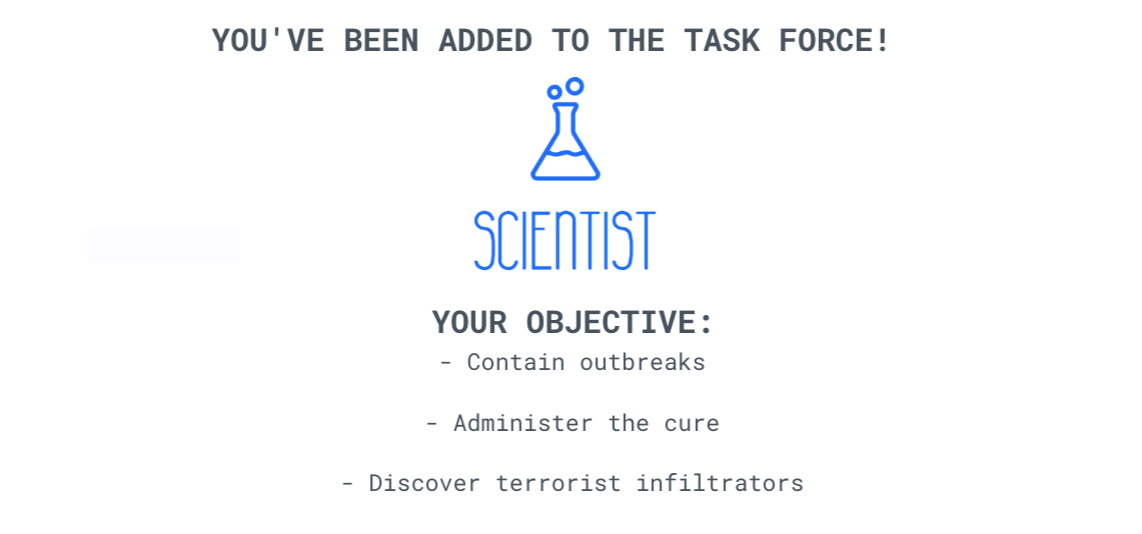 YOU'VE BEEN ADDED TO THE TASK FORCE!
SCIENTIST
YOUR OBJECTIVE:
- Contain outbreaks
- Administer the cure
- Discover terrorist infiltrators